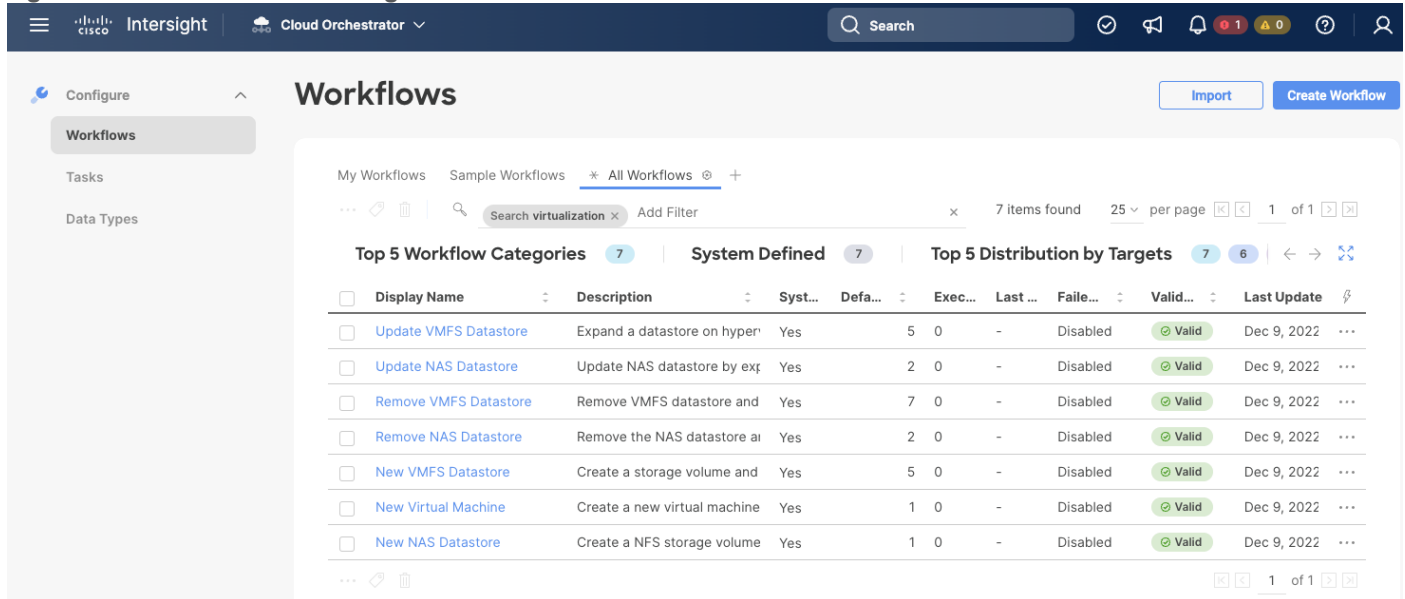 cisco Intersight Cloud Orchestrator Search 1 0
Configure
Workflows
Tasks
Data Types
Workflows
Import Create Workflow
My Workflows Sample Workflows All Workflows
Search virtualization × Add Filter × 7 items found 25 per page 1 of 1
Top 5 Workflow Categories 7 System Defined 7 Top 5 Distribution by Targets 7 6
Display Name Description Syst... Defa... Exec... Last ... Faile... Valid... Last Update
Update VMFS Datastore Expand a datastore on hyper Yes 5 0 - Disabled Valid Dec 9, 2022 ...
Update NAS Datastore Update NAS datastore by exp Yes 2 0 - Disabled Valid Dec 9, 2022 ...
Remove VMFS Datastore Remove VMFS datastore and Yes 7 0 - Disabled Valid Dec 9, 2022 ...
Remove NAS Datastore Remove the NAS datastore Yes 2 0 - Disabled Valid Dec 9, 2022 ...
New VMFS Datastore Create a storage volume and Yes 5 0 - Disabled Valid Dec 9, 2022 ...
New Virtual Machine Create a new virtual machine Yes 1 0 - Disabled Valid Dec 9, 2022 ...
New NAS Datastore Create a NFS storage volume Yes 1 0 - Disabled Valid Dec 9, 2022 ...
1 of 1